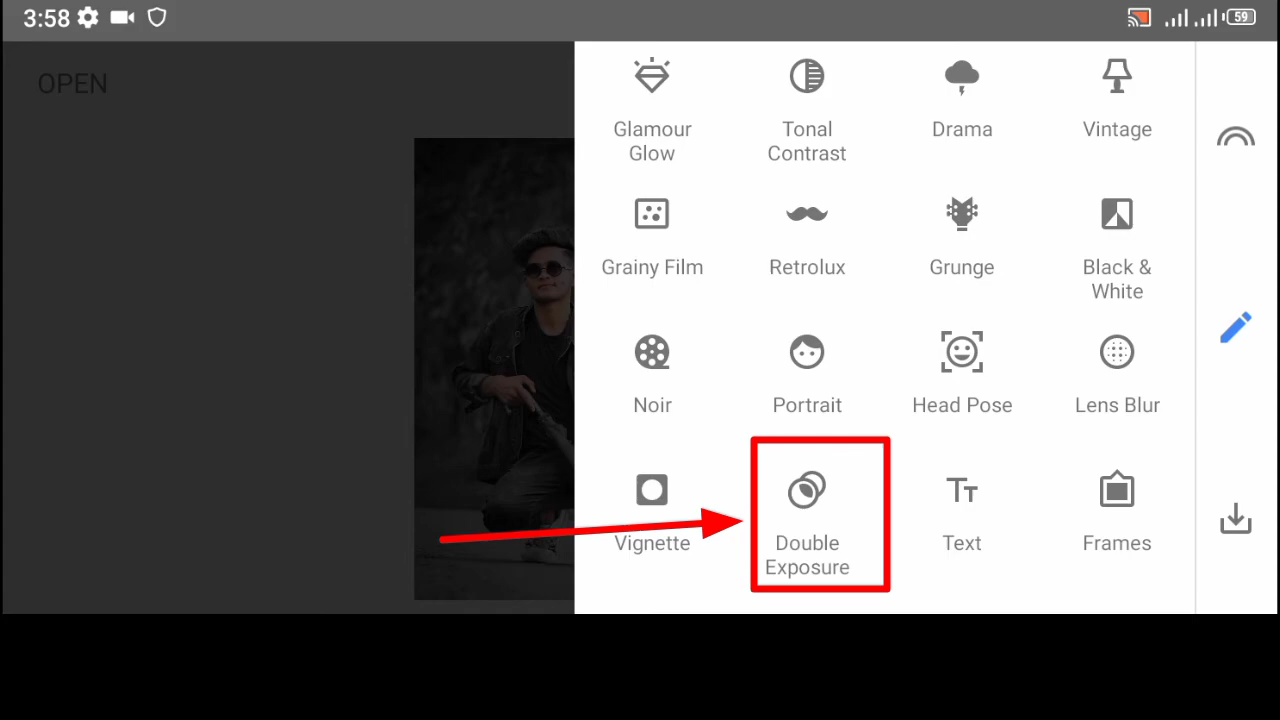 3:58
59
OPEN
Glamour
Glow
Tonal
Contrast
Drama
Vintage
Grainy Film
Retrolux
Grunge
Black &
White
Noir
Portrait
Head Pose
Lens Blur
Vignette
Double
Exposure
Text
Frames